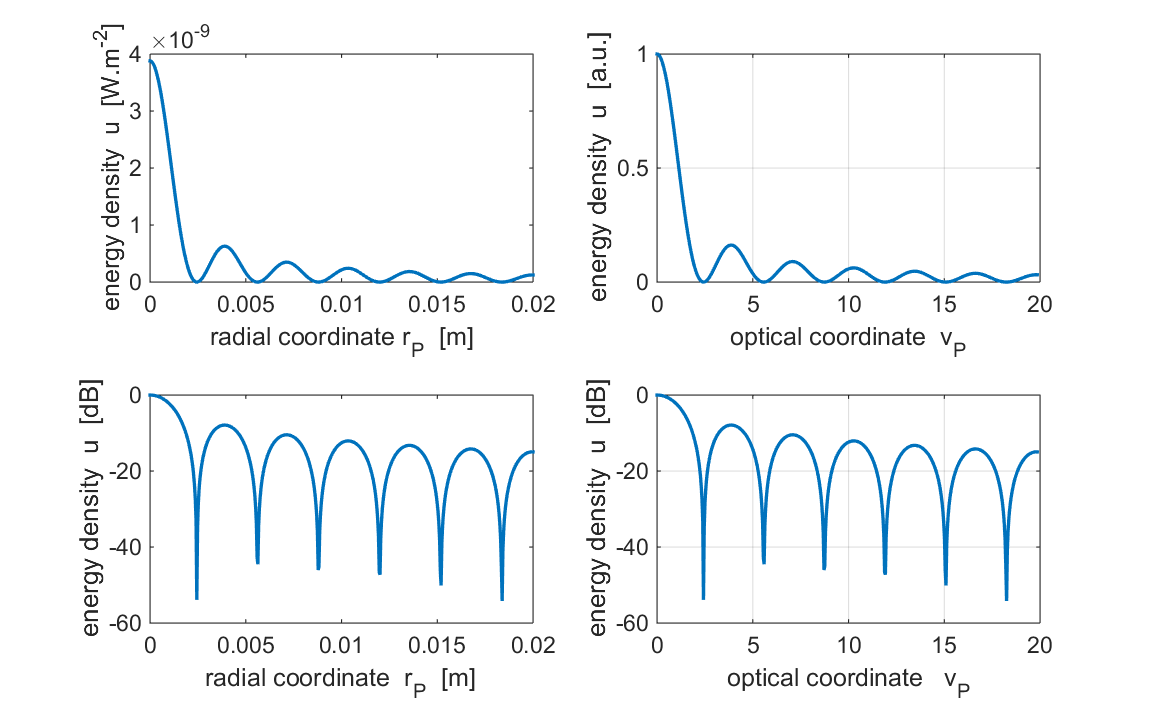 ×10^-9
energy density u [W.m^-2]
4
3
2
1
0
0 0.005 0.01 0.015 0.02
radial coordinate r_P [m]
energy density u [a.u.]
1
0.5
0
0 5 10 15 20
optical coordinate v_P
energy density u [dB]
0
-20
-40
-60
0 0.005 0.01 0.015 0.02
radial coordinate r_P [m]
energy density u [dB]
0
-20
-40
-60
0 5 10 15 20
optical coordinate v_P